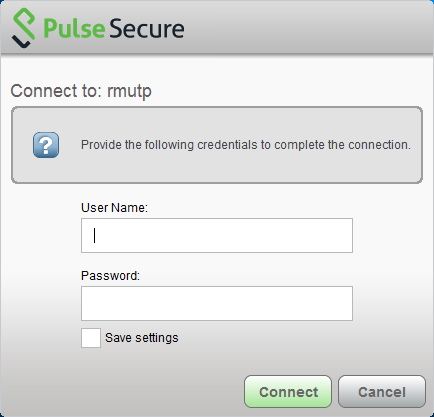 Pulse Secure
Connect to: rmutp
Provide the following credentials to complete the connection.
User Name:
Password:
Save settings
Connect Cancel